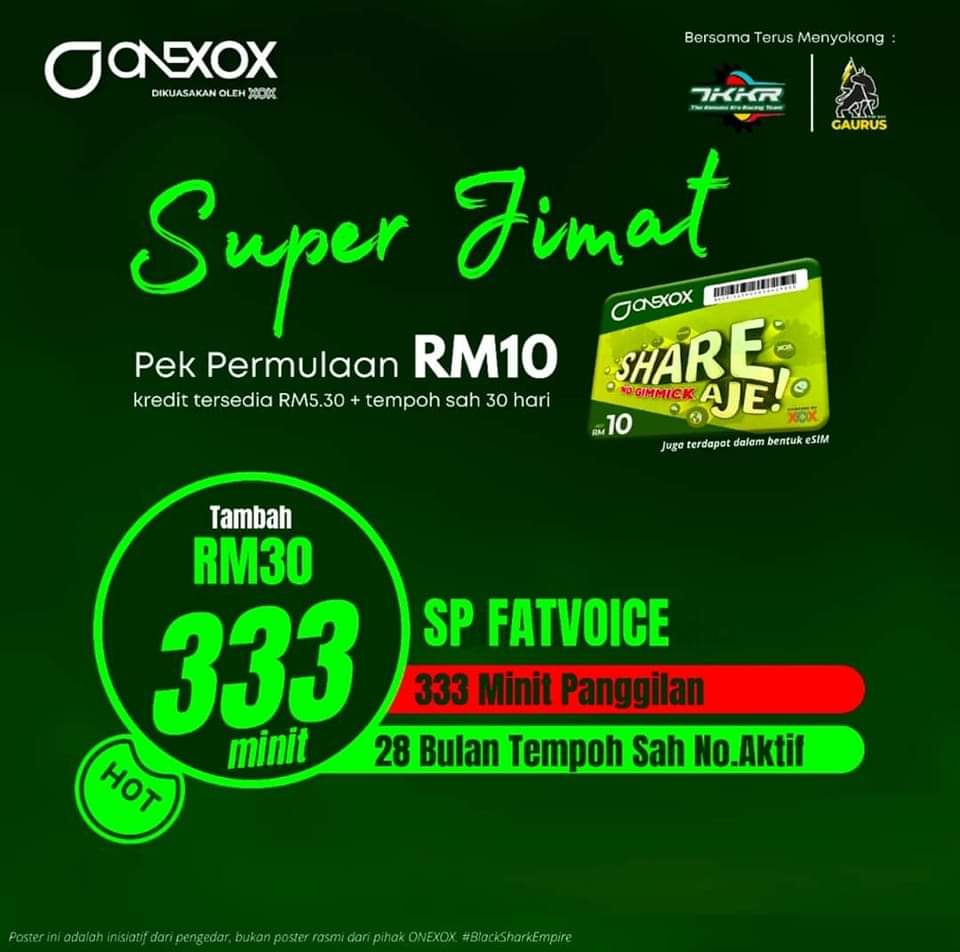 ONEXOX
DIKUASAKAN OLEH XOX
Bersama Terus Menyokong :
TKKR
GAURUS
Super Jimat
Pek Permulaan RM10
kredit tersedia RM5.30 + tempoh sah 30 hari
ONEXOX
SHARE
NO GIMMICK AJE!
RM 10
XOX
Juga terdapat dalam bentuk eSIM
Tambah
RM30
333
minit
HOT
SP FATVOICE
333 Minit Panggilan
28 Bulan Tempoh Sah No.Aktif
Poster ini adalah inisiatif dari pengedar, bukan poster rasmi dari pihak ONEXOX. #BlackSharkEmpire